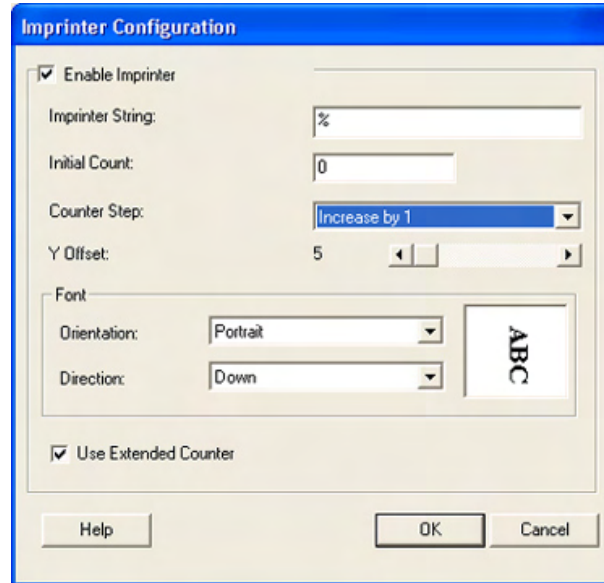 Imprinter Configuration
Enable Imprinter
Imprinter String: %
Initial Count: 0
Counter Step: Increase by 1
Y Offset: 5
Font
Orientation: Portrait
Direction: Down
ABC
Use Extended Counter
Help OK Cancel